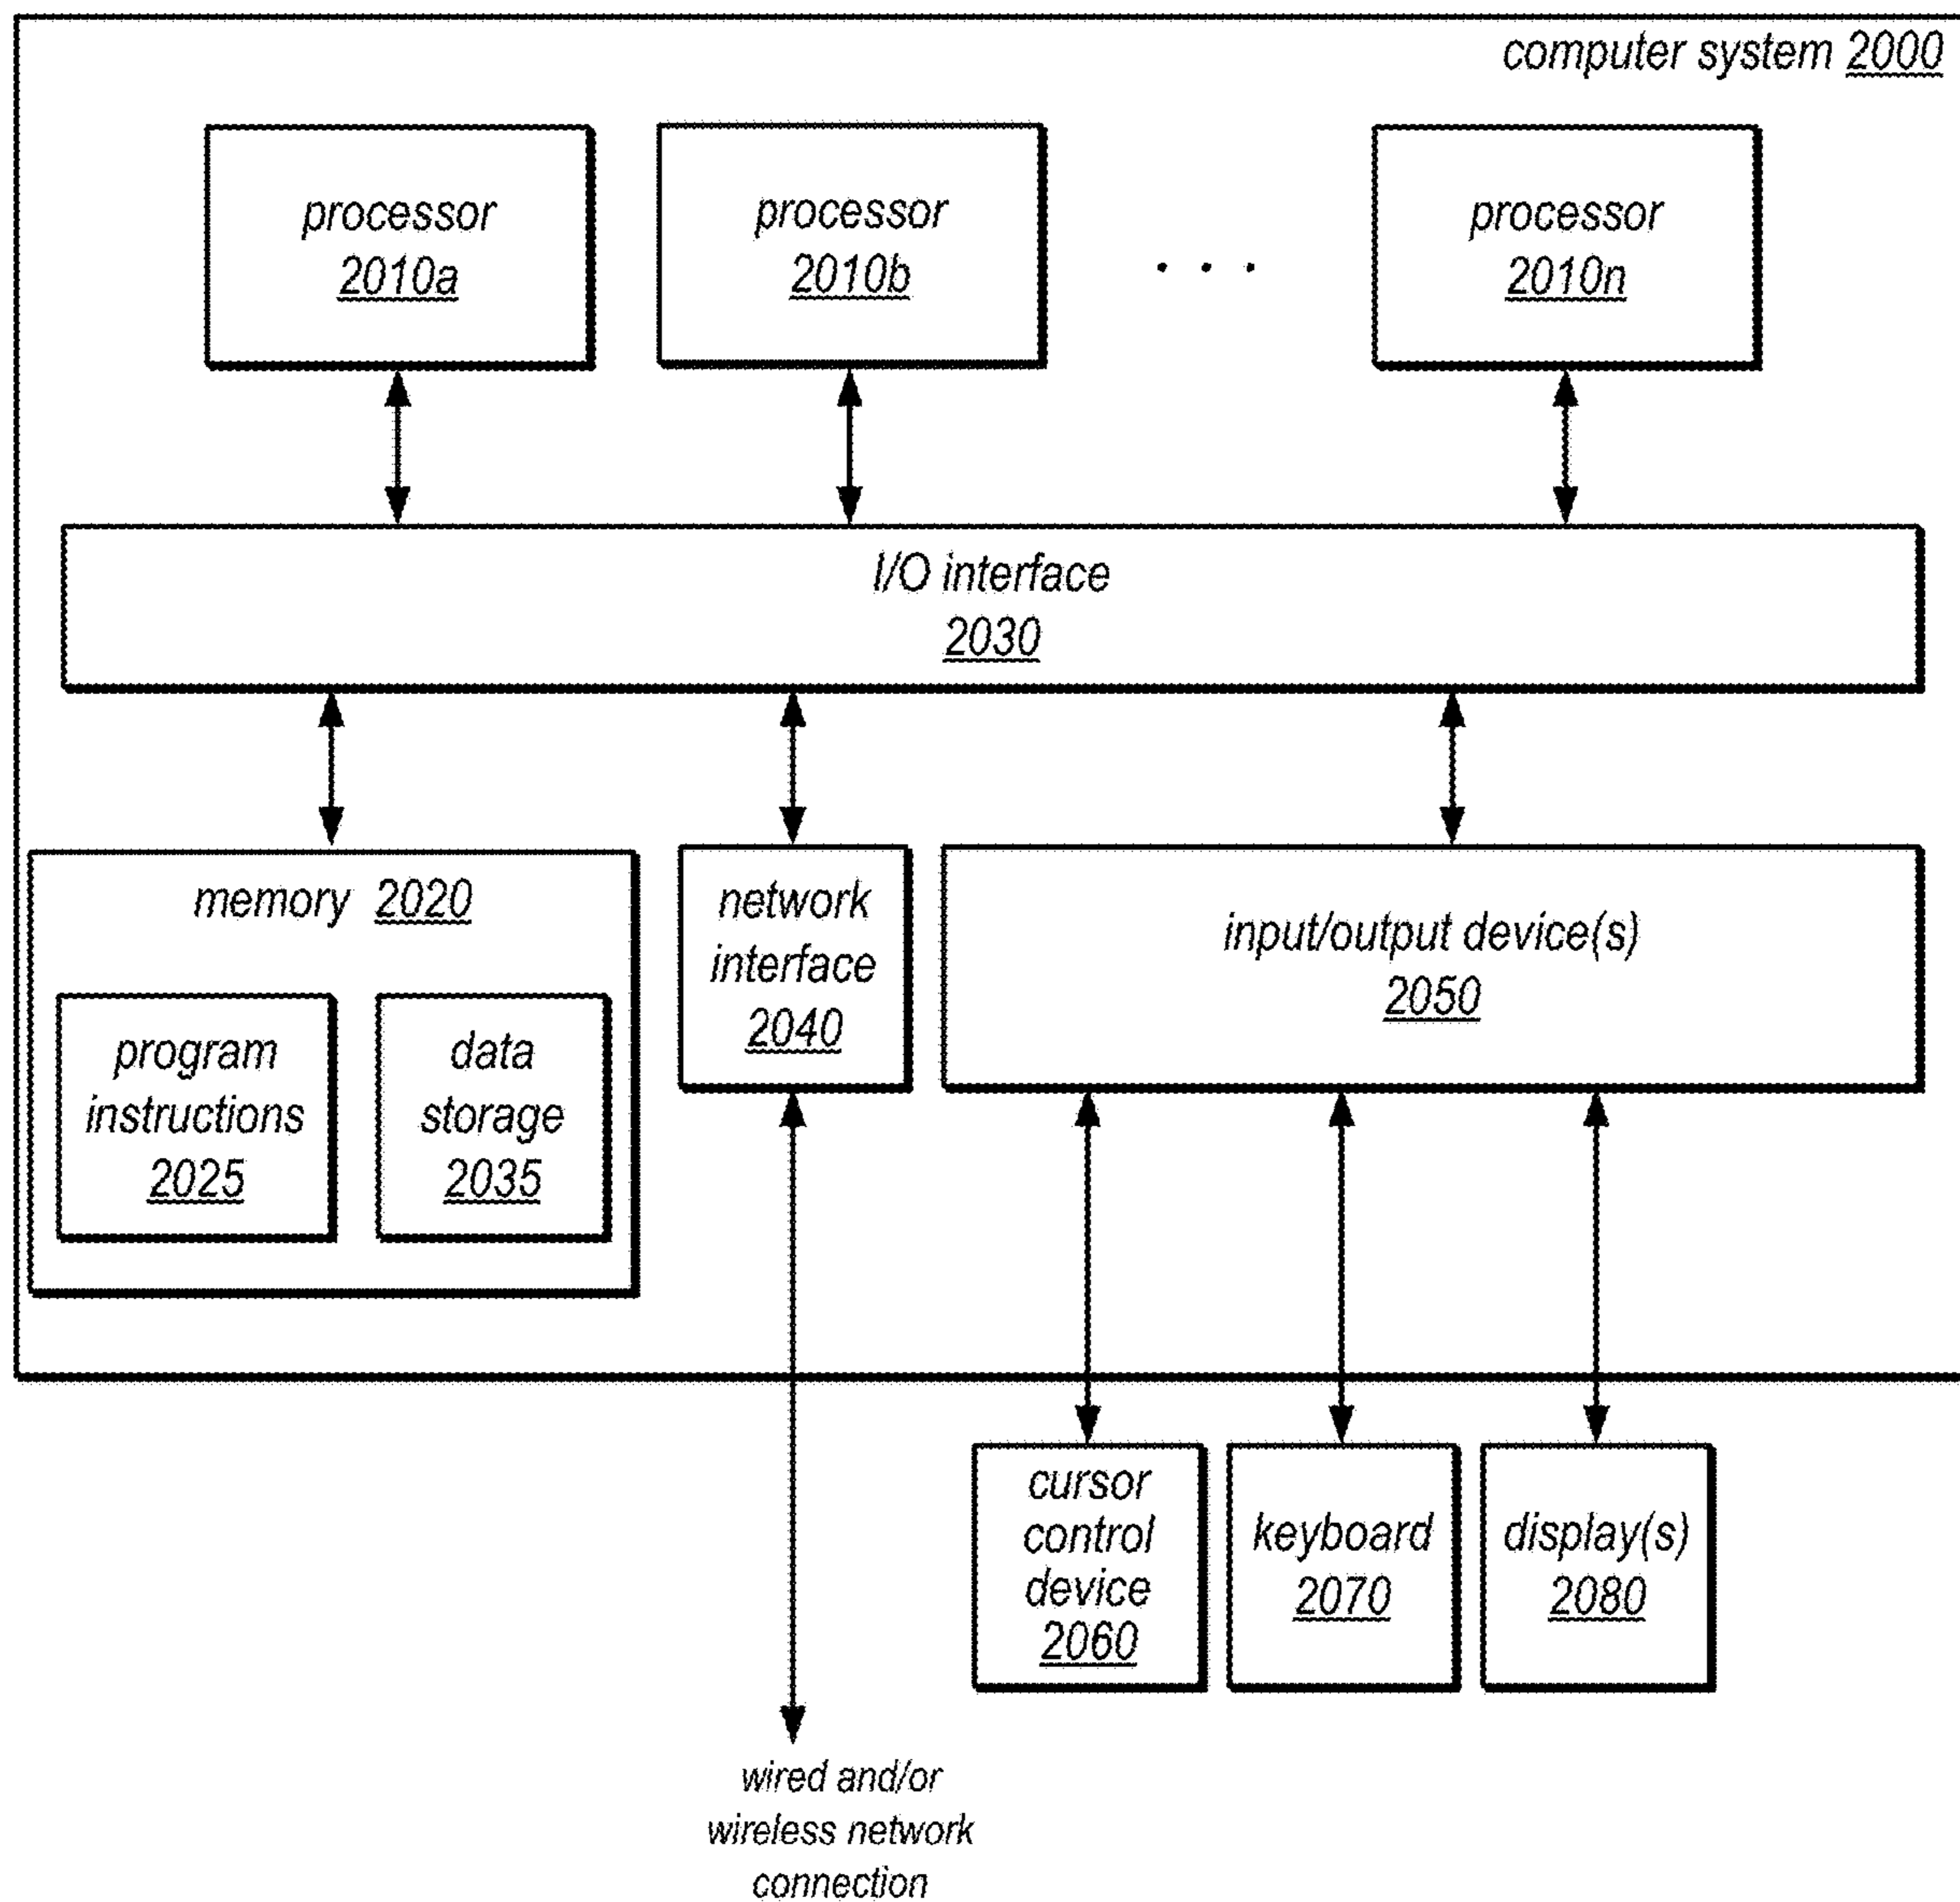 computer system 2000
processor
2010a
processor
2010b
. . .
processor
2010n
I/O interface
2030
memory 2020
program
instructions
2025
data
storage
2035
network
interface
2040
input/output device(s)
2050
cursor
control
device
2060
keyboard
2070
display(s)
2080
wired and/or
wireless network
connection